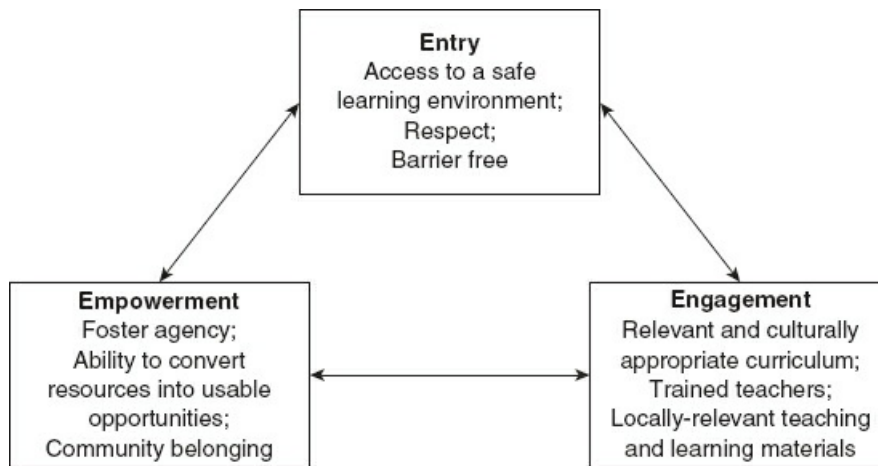 Entry
Access to a safe
learning environment;
Respect;
Barrier free
Empowerment
Foster agency;
Ability to convert
resources into usable
opportunities;
Community belonging
Engagement
Relevant and culturally
appropriate curriculum;
Trained teachers;
Locally-relevant teaching
and learning materials